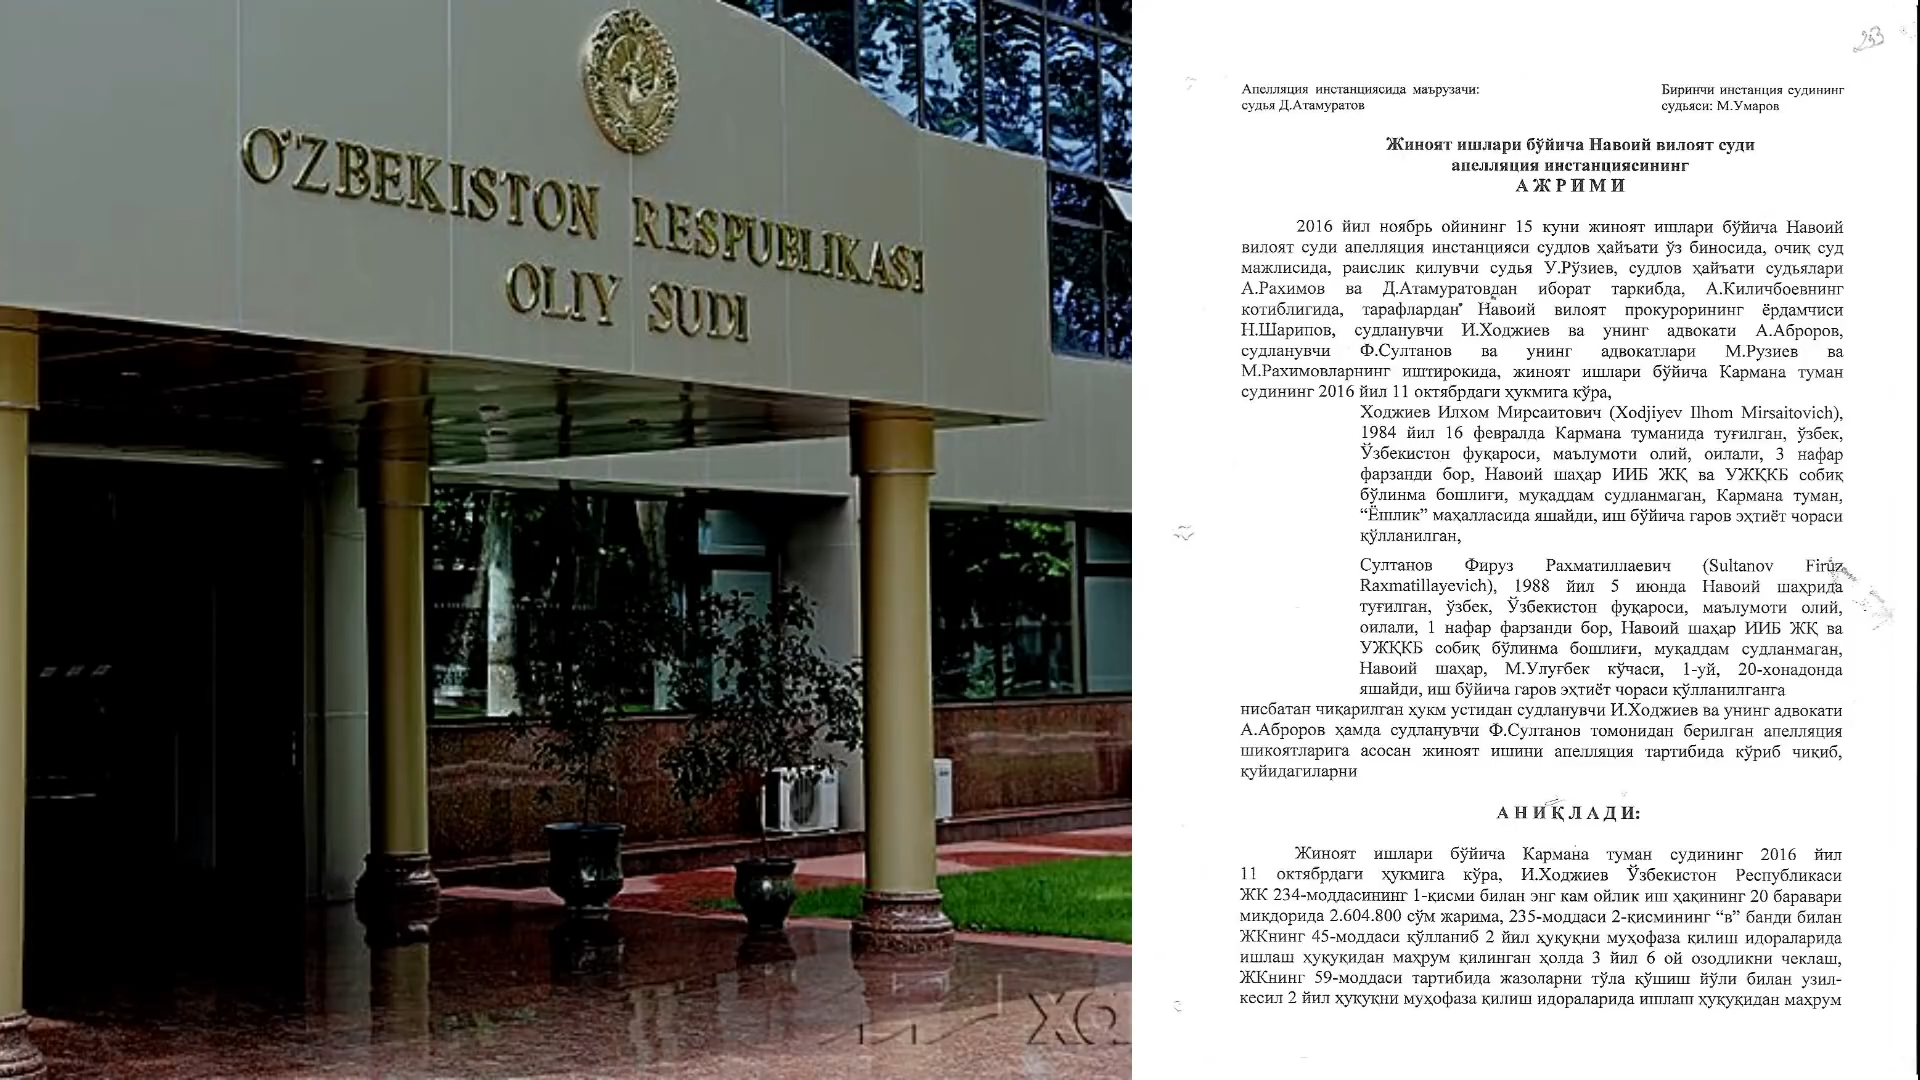 O‘ZBEKISTON RESPUBLIKASI
OLIY SUDI
XQ
233
Апелляция инстанциясида маърузачи:
судья Д.Атамуратов
Биринчи инстанция судининг
судьяси: М.Умаров
Жиноят ишлари бўйича Навоий вилоят суди
апелляция инстанциясининг
А Ж Р И М И
2016 йил ноябрь ойининг 15 куни жиноят ишлари бўйича Навоий
вилоят суди апелляция инстанцияси судлов ҳайъати ўз биносида, очиқ суд
мажлисида, раислик қилувчи судья У.Рўзиев, судлов ҳайъати судьялари
А.Рахимов ва Д.Атамуратовдан иборат таркибда, А.Киличбоевнинг
котиблигида, тарафлардан Навоий вилоят прокурорининг ёрдамчиси
Н.Шарипов, судланувчи И.Ходжиев ва унинг адвокати А.Аброров,
судланувчи Ф.Султанов ва унинг адвокатлари М.Рузиев ва
М.Рахимовларнинг иштирокида, жиноят ишлари бўйича Кармана туман
судининг 2016 йил 11 октябрдаги ҳукмига кўра,
Ходжиев Илхом Мирсаитович (Xodjiyev Ilhom Mirsaitovich),
1984 йил 16 февралда Кармана туманида туғилган, ўзбек,
Ўзбекистон фуқароси, маълумоти олий, оилали, 3 нафар
фарзанди бор, Навоий шаҳар ИИБ ЖҚ ва УЖҚКБ собиқ
бўлинма бошлиғи, муқаддам судланмаган, Кармана туман,
“Ёшлик” маҳалласида яшайди, иш бўйича гаров эҳтиёт чораси
қўлланилган,
Султанов Фируз Рахматиллаевич (Sultanov Firuz
Raxmatillayevich), 1988 йил 5 июнда Навоий шаҳрида
туғилган, ўзбек, Ўзбекистон фуқароси, маълумоти олий,
оилали, 1 нафар фарзанди бор, Навоий шаҳар ИИБ ЖҚ ва
УЖҚКБ собиқ бўлинма бошлиғи, муқаддам судланмаган,
Навоий шаҳар, М.Улуғбек кўчаси, 1-уй, 20-хонадонда
яшайди, иш бўйича гаров эҳтиёт чораси қўлланилганга
нисбатан чиқарилган ҳукм устидан судланувчи И.Ходжиев ва унинг адвокати
А.Аброров ҳамда судланувчи Ф.Султанов томонидан берилган апелляция
шикоятларига асосан жиноят ишини апелляция тартибида кўриб чиқиб,
қуйидагиларни
А Н И Қ Л А Д И:
Жиноят ишлари бўйича Кармана туман судининг 2016 йил
11 октябрдаги ҳукмига кўра, И.Ходжиев Ўзбекистон Республикаси
ЖК 234-моддасининг 1-қисми билан энг кам ойлик иш ҳақининг 20 баравари
миқдорида 2.604.800 сўм жарима, 235-моддаси 2-қисмининг “в” банди билан
ЖКнинг 45-моддаси қўлланиб 2 йил ҳуқуқни муҳофаза қилиш идораларида
ишлаш ҳуқуқидан маҳрум қилинган ҳолда 3 йил 6 ой озодликни чеклаш,
ЖКнинг 59-моддаси тартибида жазоларни тўла қўшиш йўли билан узил-
кесил 2 йил ҳуқуқни муҳофаза қилиш идораларида ишлаш ҳуқуқидан маҳрум